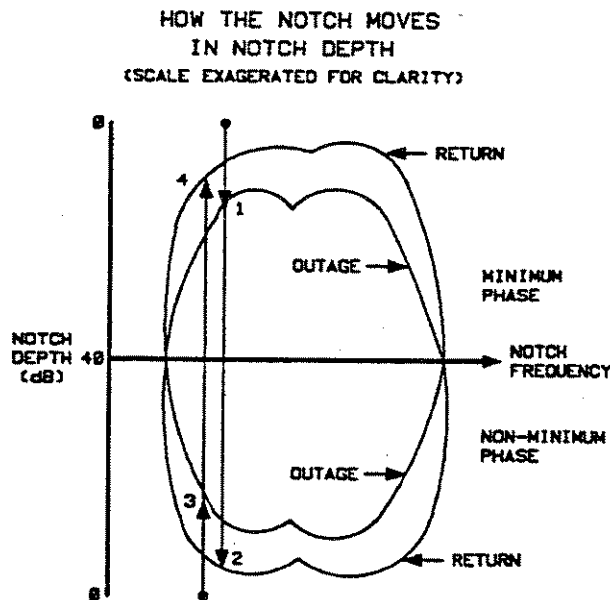 HOW THE NOTCH MOVES
IN NOTCH DEPTH
(SCALE EXAGERATED FOR CLARITY)
0
RETURN
4
1
OUTAGE
MINIMUM
PHASE
NOTCH
DEPTH 40
(dB)
NOTCH
FREQUENCY
NON-MINIMUM
PHASE
OUTAGE
3
2
RETURN
0